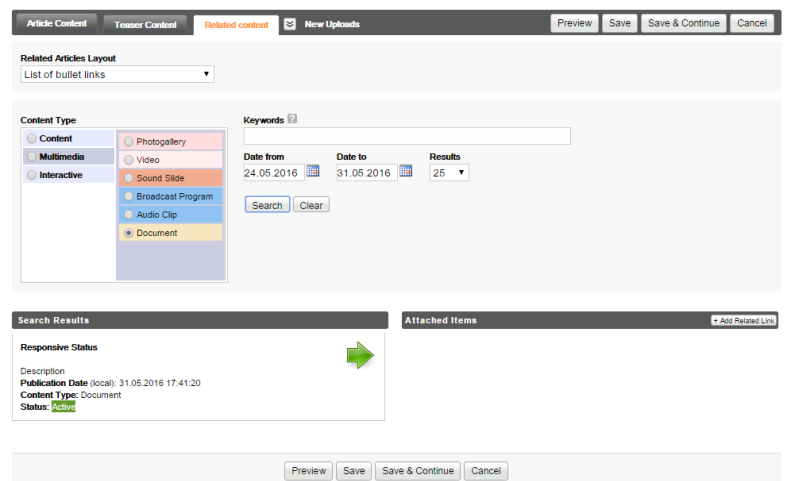 Article Content Teaser Content Related content New Uploads Preview Save Save & Continue Cancel
Related Articles Layout
List of bullet links
Content Type
Content
Multimedia
Interactive
Photogallery
Video
Sound Slide
Broadcast Program
Audio Clip
Document
Keywords ?
Date from Date to Results
24.05.2016 31.05.2016 25
Search Clear
Search Results
Responsive Status
Description
Publication Date (local): 31.05.2016 17:41:20
Content Type: Document
Status: Active
Attached Items + Add Related Link
Preview Save Save & Continue Cancel